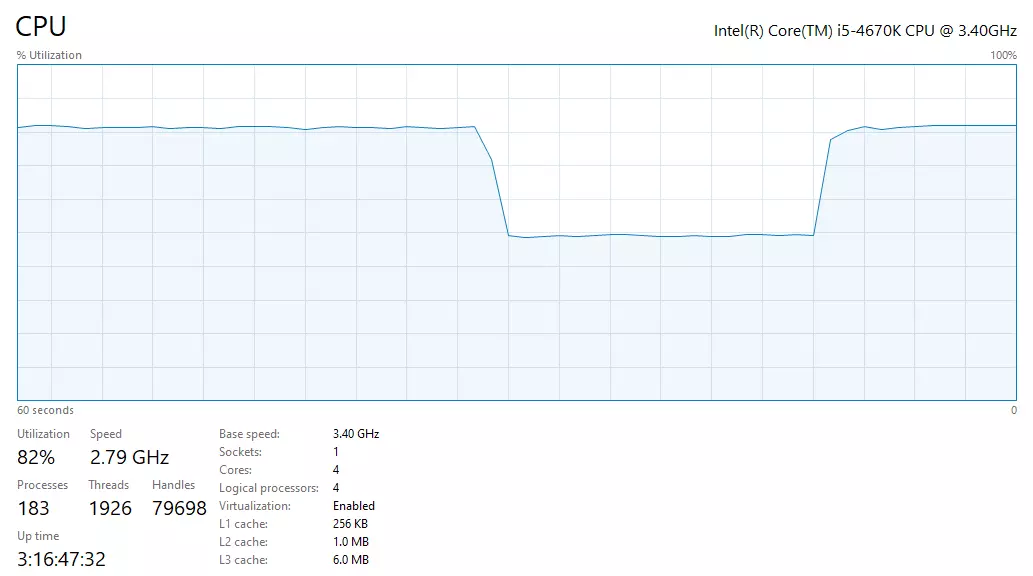 CPU
Intel(R) Core(TM) i5-4670K CPU @ 3.40GHz
% Utilization 100%
60 seconds 0
Utilization Speed
82% 2.79 GHz
Processes Threads Handles
183 1926 79698
Up time
3:16:47:32
Base speed: 3.40 GHz
Sockets: 1
Cores: 4
Logical processors: 4
Virtualization: Enabled
L1 cache: 256 KB
L2 cache: 1.0 MB
L3 cache: 6.0 MB